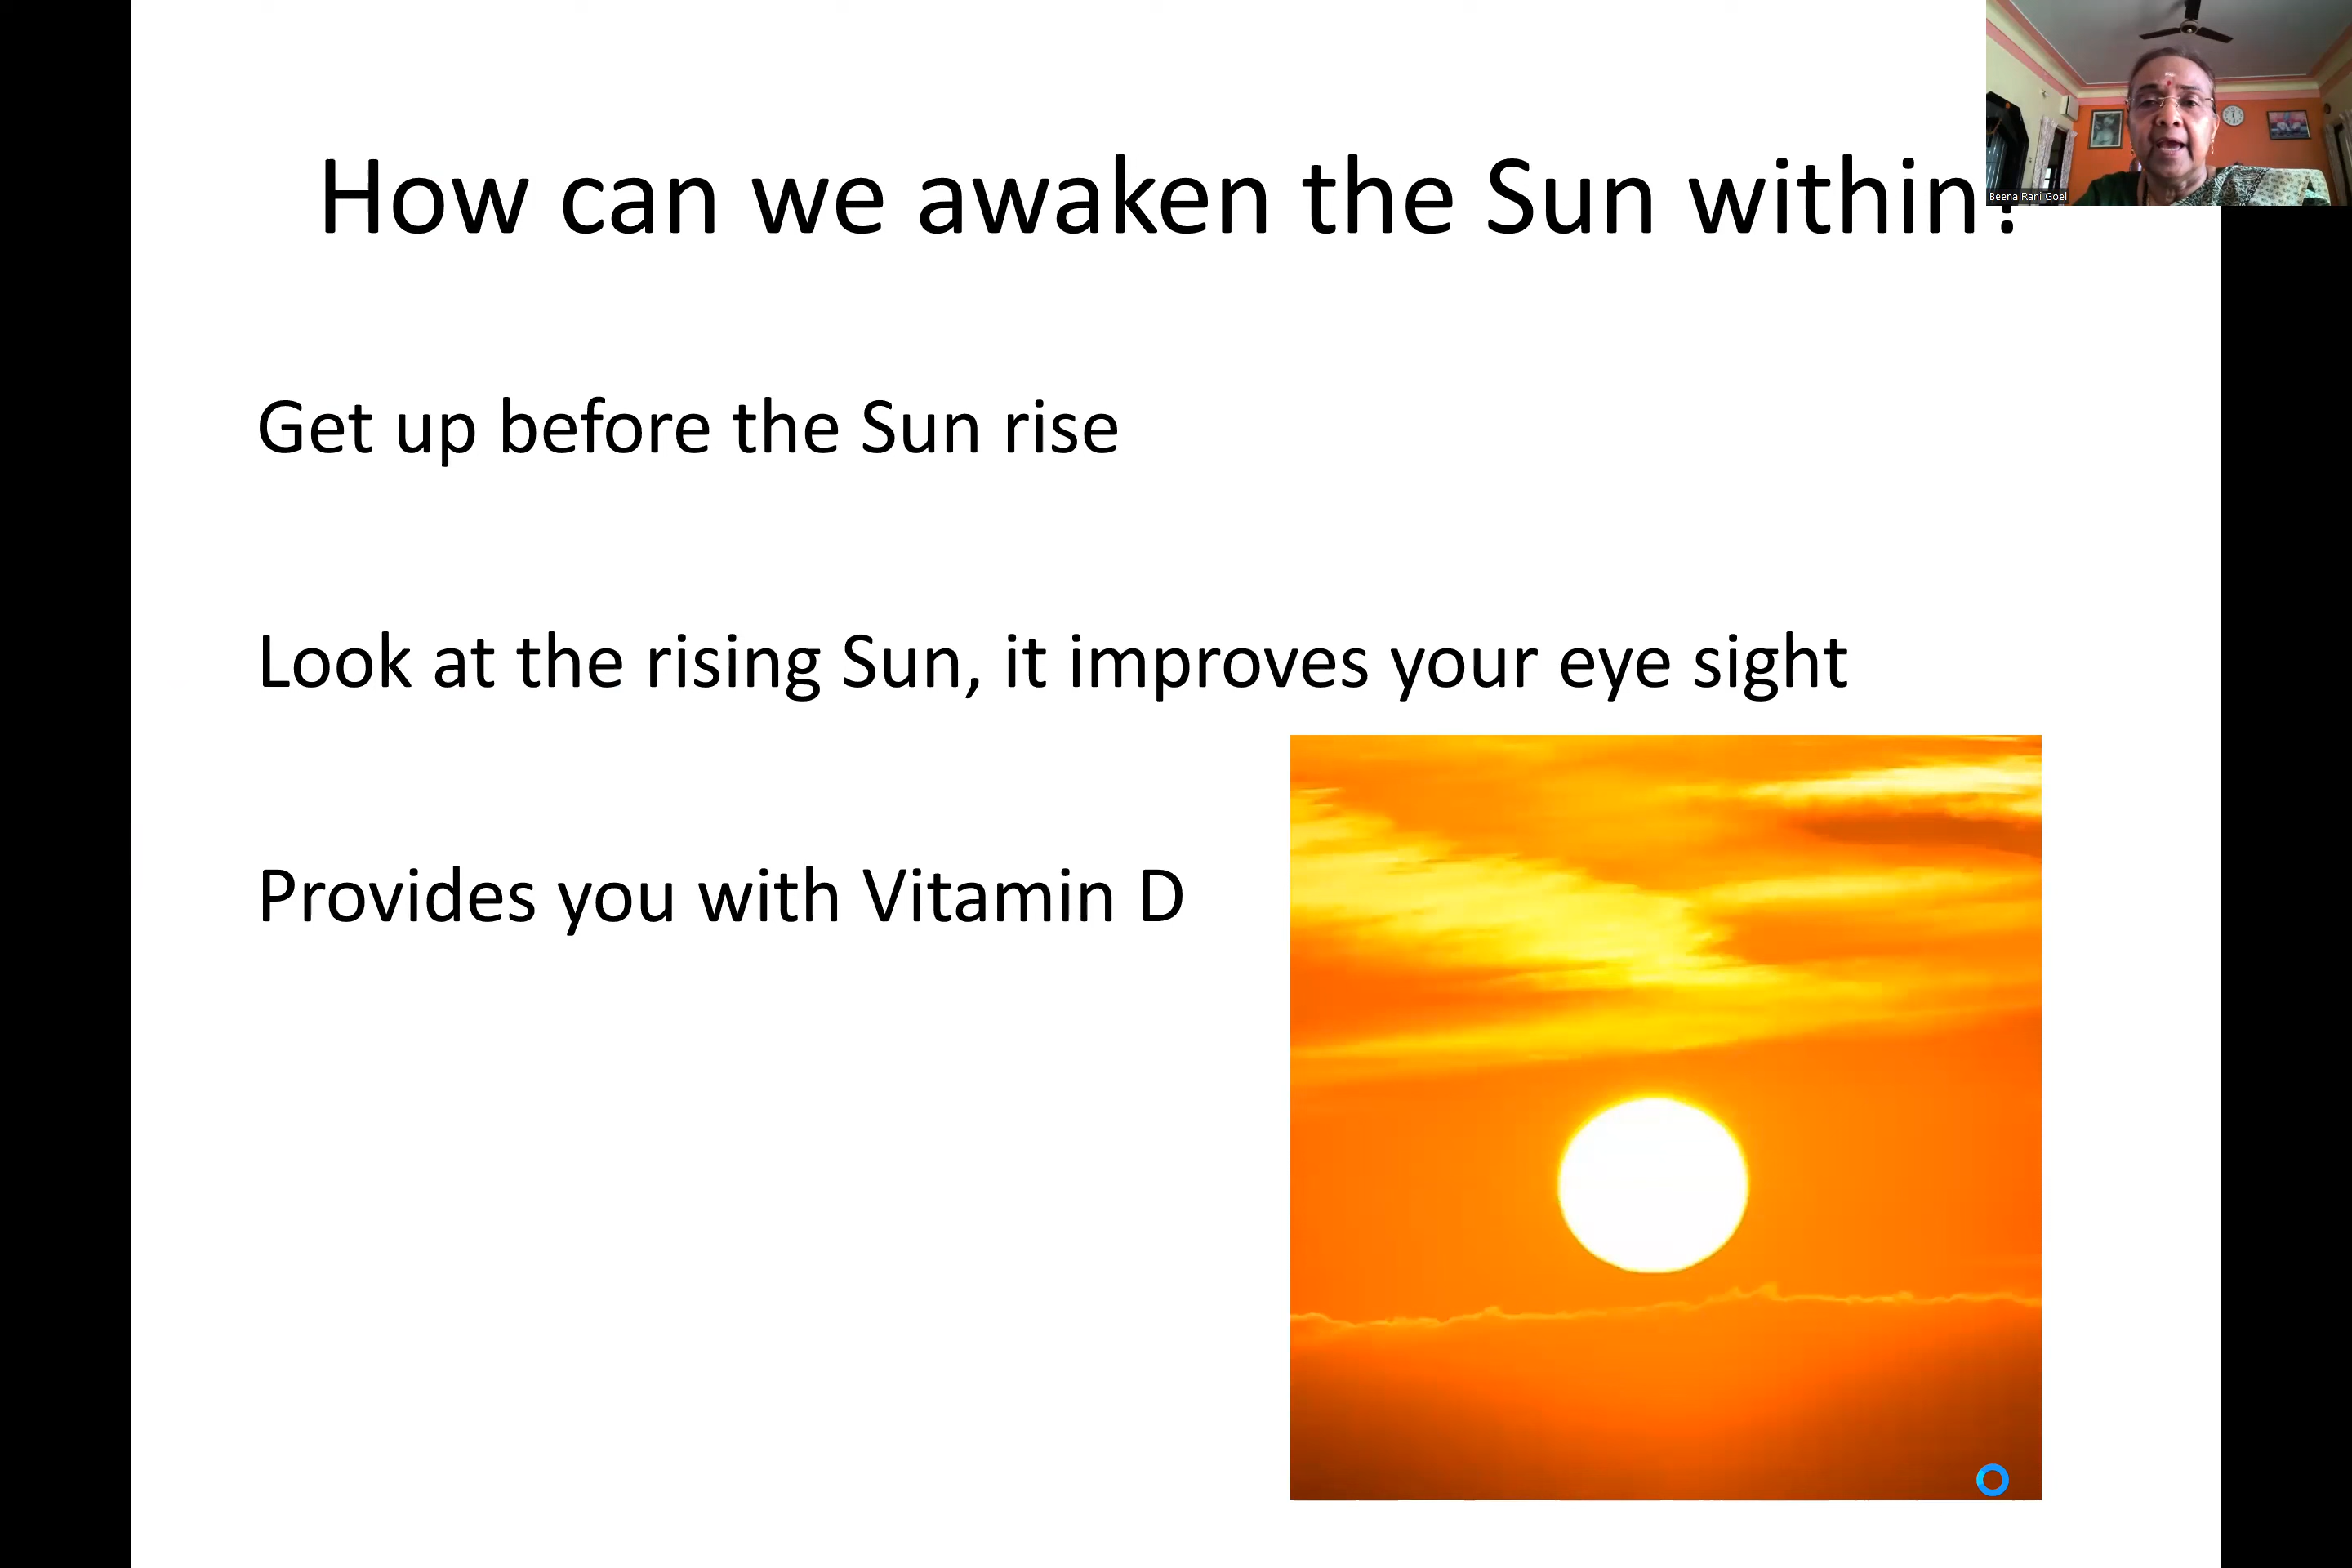 How can we awaken the Sun within?
Beena Rani Goel
Get up before the Sun rise
Look at the rising Sun, it improves your eye sight
Provides you with Vitamin D